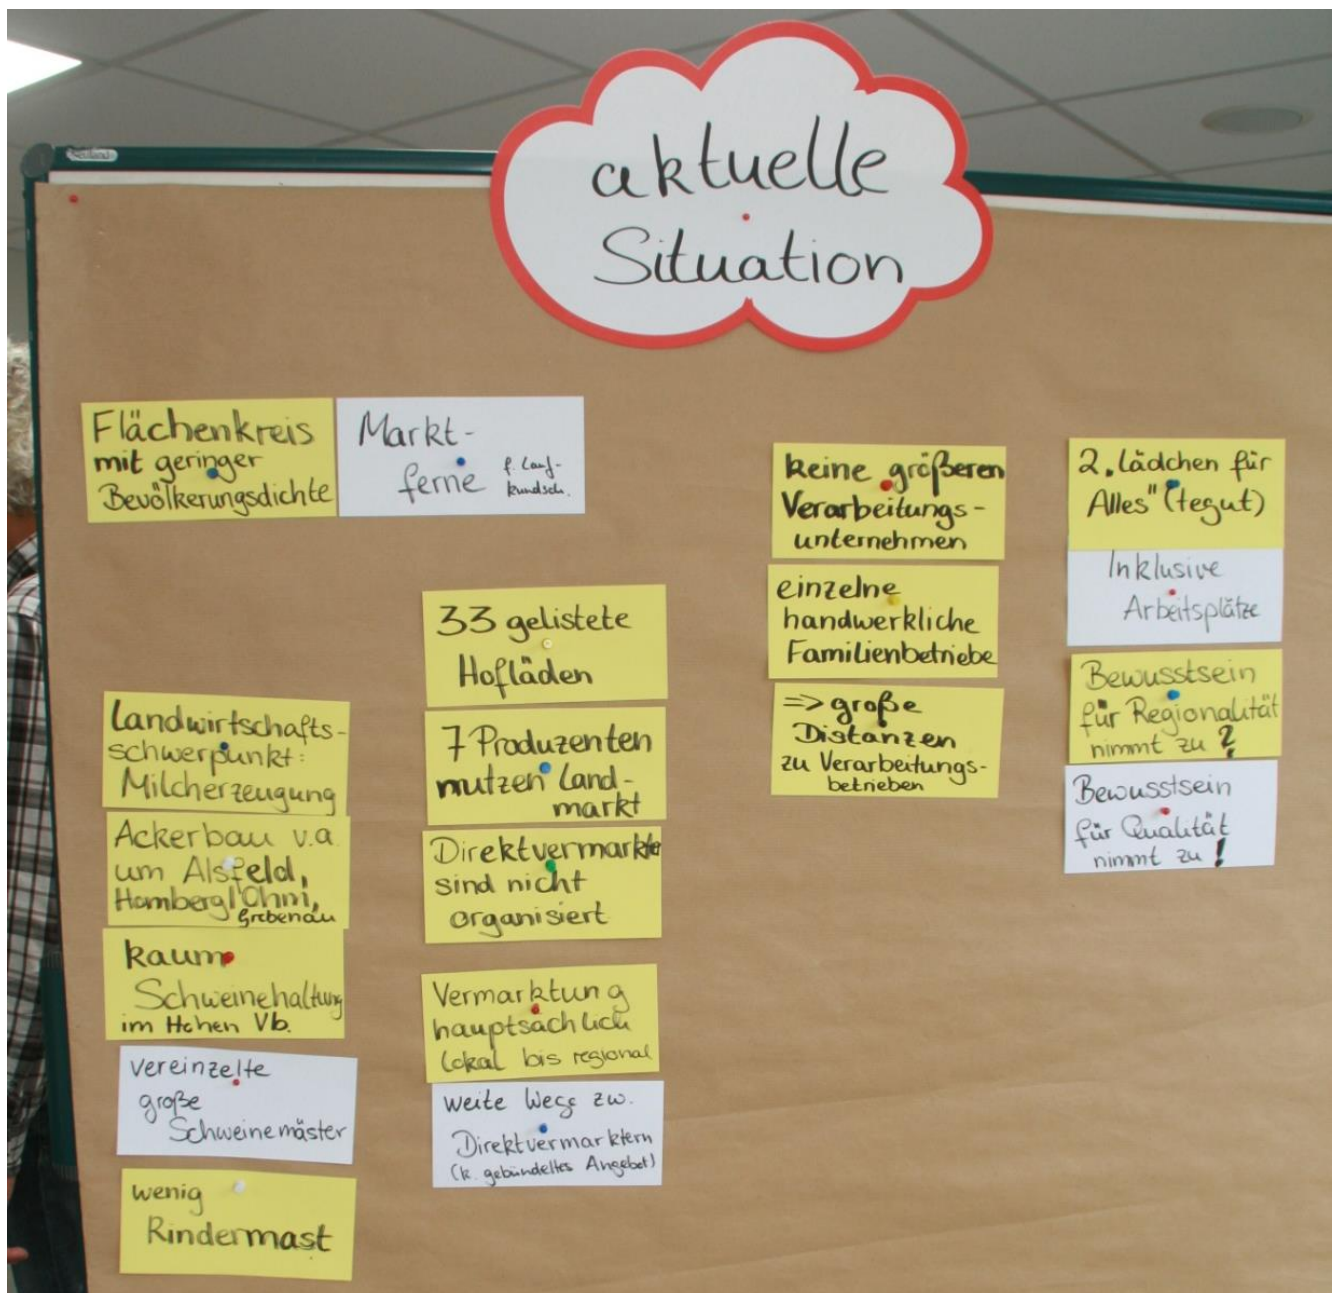 Neuland
aktuelle
Situation
Flächenkreis
mit geringer
Bevölkerungsdichte
Markt-
ferne f. Lauf-
kundsch.
Landwirtschafts-
schwerpunkt:
Milcherzeugung
Ackerbau v.a.
um Alsfeld,
Homberg/Ohm,
Grebenau
kaum
Schweinehaltung
im Hohen Vb.
vereinzelte
große
Schweinemäster
wenig
Rindermast
33 gelistete
Hofläden
7 Produzenten
nutzen Land-
markt
Direktvermarkter
sind nicht
organisiert
Vermarktung
hauptsächlich
lokal bis regional
weite Wege zw.
Direktvermarktern
(k. gebündeltes Angebot)
keine größeren
Verarbeitungs-
unternehmen
einzelne
handwerkliche
Familienbetriebe
=> große
Distanzen
zu Verarbeitungs-
betrieben
2 „Lädchen für
Alles" (tegut)
Inklusive
Arbeitsplätze
Bewusstsein
für Regionalität
nimmt zu ?
Bewusstsein
für Qualität
nimmt zu !